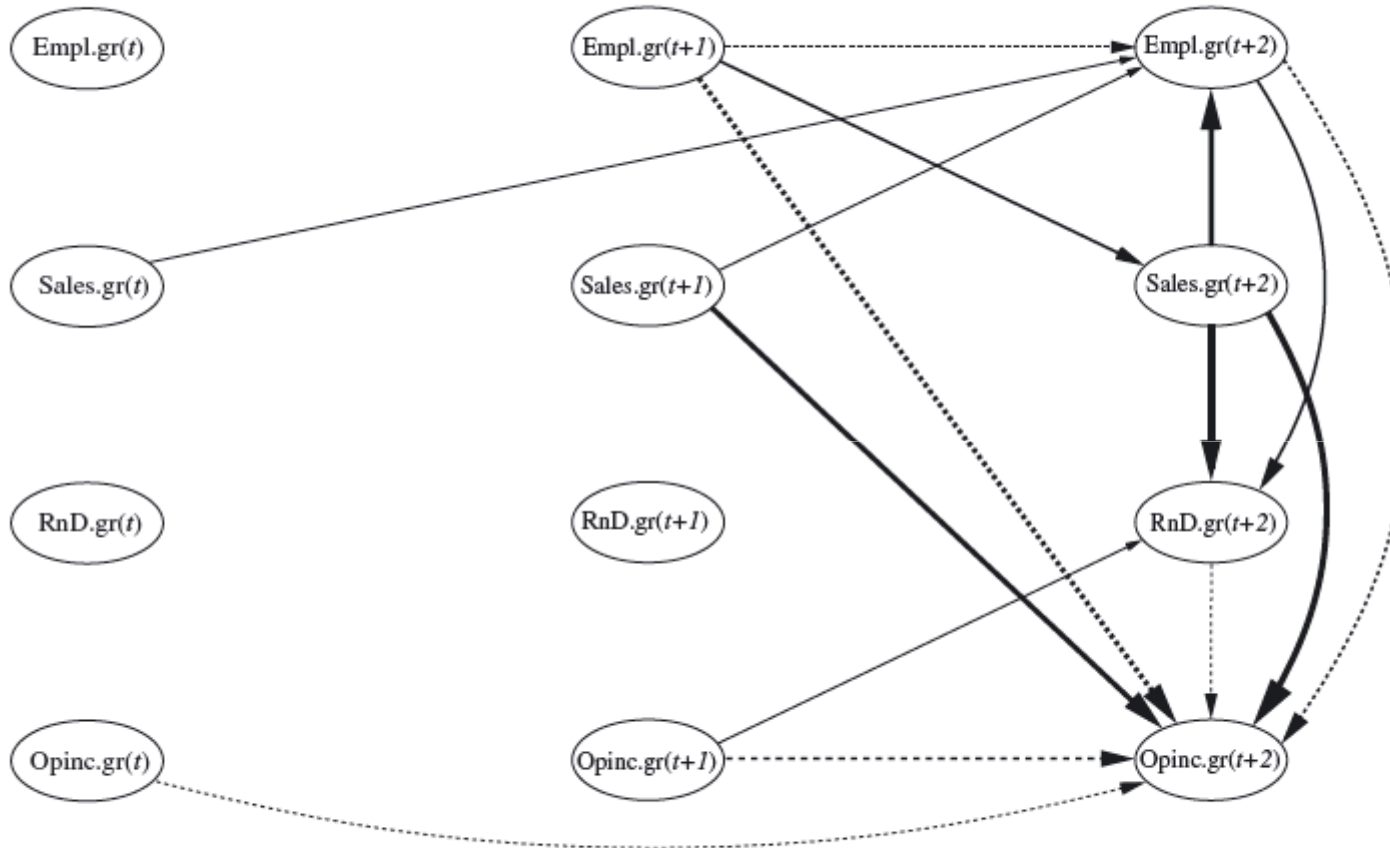 Empl.gr(t)
Empl.gr(t+1)
Empl.gr(t+2)
Sales.gr(t)
Sales.gr(t+1)
Sales.gr(t+2)
RnD.gr(t)
RnD.gr(t+1)
RnD.gr(t+2)
Opinc.gr(t)
Opinc.gr(t+1)
Opinc.gr(t+2)